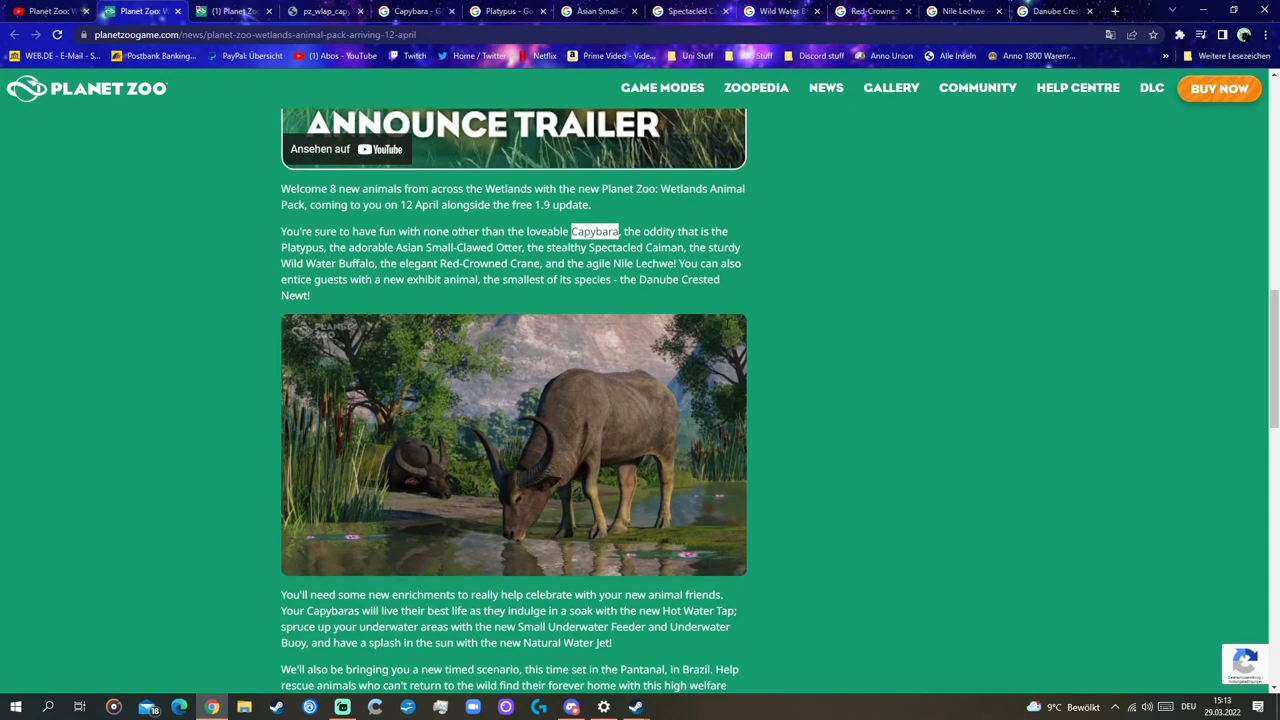 Planet Zoo: W
Planet Zoo: W
(1) Planet Zoo
pz_wlap_cap
Capybara - G
Platypus - Go
Asian Small-C
Spectacled C
Wild Water B
Red-Crowned
Nile Lechwe -
Danube Cres
planetzoogame.com/news/planet-zoo-wetlands-animal-pack-arriving-12-april
WEB.DE - E-Mail - S...
Postbank Banking...
PayPal: Übersicht
(1) Abos - YouTube
Twitch
Home / Twitter
Netflix
Prime Video - Vide...
Uni Stuff
Stuff
Discord stuff
Anno Union
Alle Inseln
Anno 1800 Warenr...
»
Weitere Lesezeichen
PLANET ZOO
GAME MODES
ZOOPEDIA
NEWS
GALLERY
COMMUNITY
HELP CENTRE
DLC
BUY NOW
ANNOUNCE TRAILER
Ansehen auf YouTube
Welcome 8 new animals from across the Wetlands with the new Planet Zoo: Wetlands Animal
Pack, coming to you on 12 April alongside the free 1.9 update.
You're sure to have fun with none other than the loveable Capybara, the oddity that is the
Platypus, the adorable Asian Small-Clawed Otter, the stealthy Spectacled Caiman, the sturdy
Wild Water Buffalo, the elegant Red-Crowned Crane, and the agile Nile Lechwe! You can also
entice guests with a new exhibit animal, the smallest of its species - the Danube Crested
Newt!
PLANET
ZOO
You'll need some new enrichments to really help celebrate with your new animal friends.
Your Capybaras will live their best life as they indulge in a soak with the new Hot Water Tap;
spruce up your underwater areas with the new Small Underwater Feeder and Underwater
Buoy, and have a splash in the sun with the new Natural Water Jet!
We'll also be bringing you a new timed scenario, this time set in the Pantanal, in Brazil. Help
rescue animals who can't return to the wild find their forever home with this high welfare
18
9°C Bewölkt
15:13
29.03.2022